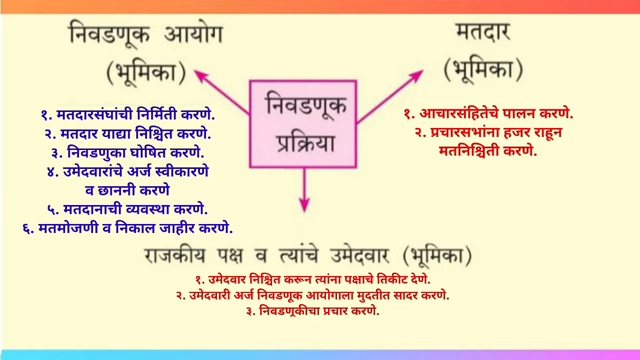 निवडणूक आयोग
(भूमिका)
मतदार
(भूमिका)
निवडणूक
प्रक्रिया
१. मतदारसंघांची निर्मिती करणे.
२. मतदार याद्या निश्चित करणे.
३. निवडणुका घोषित करणे.
४. उमेदवारांचे अर्ज स्वीकारणे
व छाननी करणे
५. मतदानाची व्यवस्था करणे.
६. मतमोजणी व निकाल जाहीर करणे.
१. आचारसंहितेचे पालन करणे.
२. प्रचारसभांना हजर राहून
मतनिश्चिती करणे.
राजकीय पक्ष व त्यांचे उमेदवार (भूमिका)
१. उमेदवार निश्चित करून त्यांना पक्षाचे तिकीट देणे.
२. उमेदवारी अर्ज निवडणूक आयोगाला मुदतीत सादर करणे.
३. निवडणूकीचा प्रचार करणे.